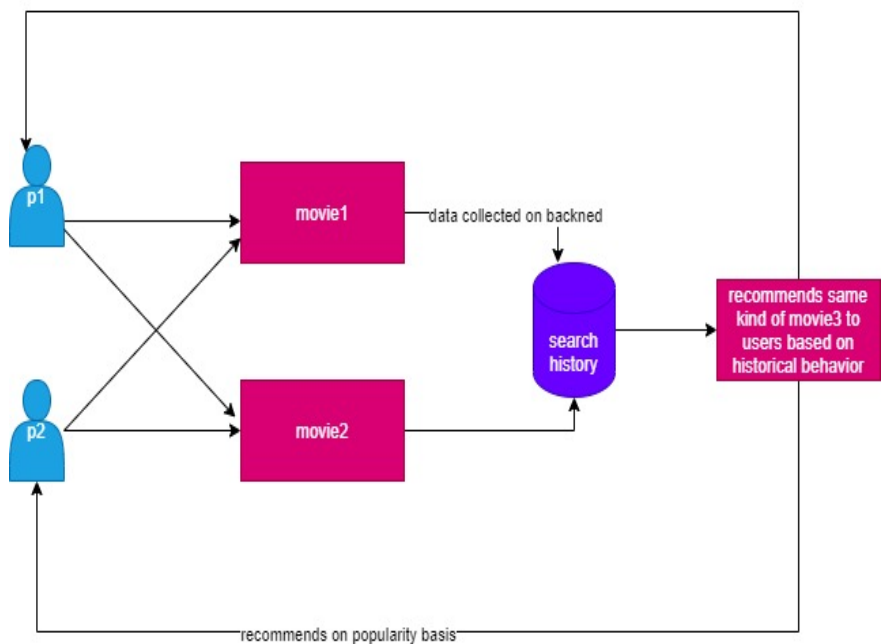 p1
movie1
data collected on backned
recommends same
kind of movie3 to
users based on
historical behavior
search
history
p2
movie2
recommends on popularity basis